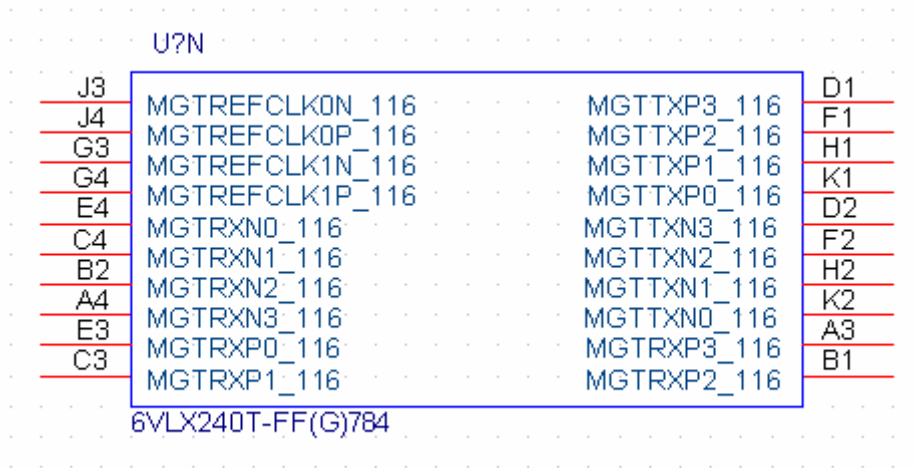 U?N
J3 MGTREFCLK0N_116 MGTTXP3_116 D1
J4 MGTREFCLK0P_116 MGTTXP2_116 F1
G3 MGTREFCLK1N_116 MGTTXP1_116 H1
G4 MGTREFCLK1P_116 MGTTXP0_116 K1
E4 MGTRXN0_116 MGTTXN3_116 D2
C4 MGTRXN1_116 MGTTXN2_116 F2
B2 MGTRXN2_116 MGTTXN1_116 H2
A4 MGTRXN3_116 MGTTXN0_116 K2
E3 MGTRXP0_116 MGTRXP3_116 A3
C3 MGTRXP1_116 MGTRXP2_116 B1
6VLX240T-FF(G)784